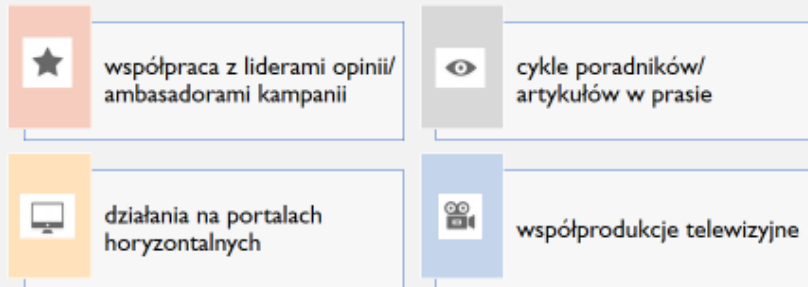 współpraca z liderami opinii/
ambasadorami kampanii
cykle poradników/
artykułów w prasie
działania na portalach
horyzontalnych
współprodukcje telewizyjne